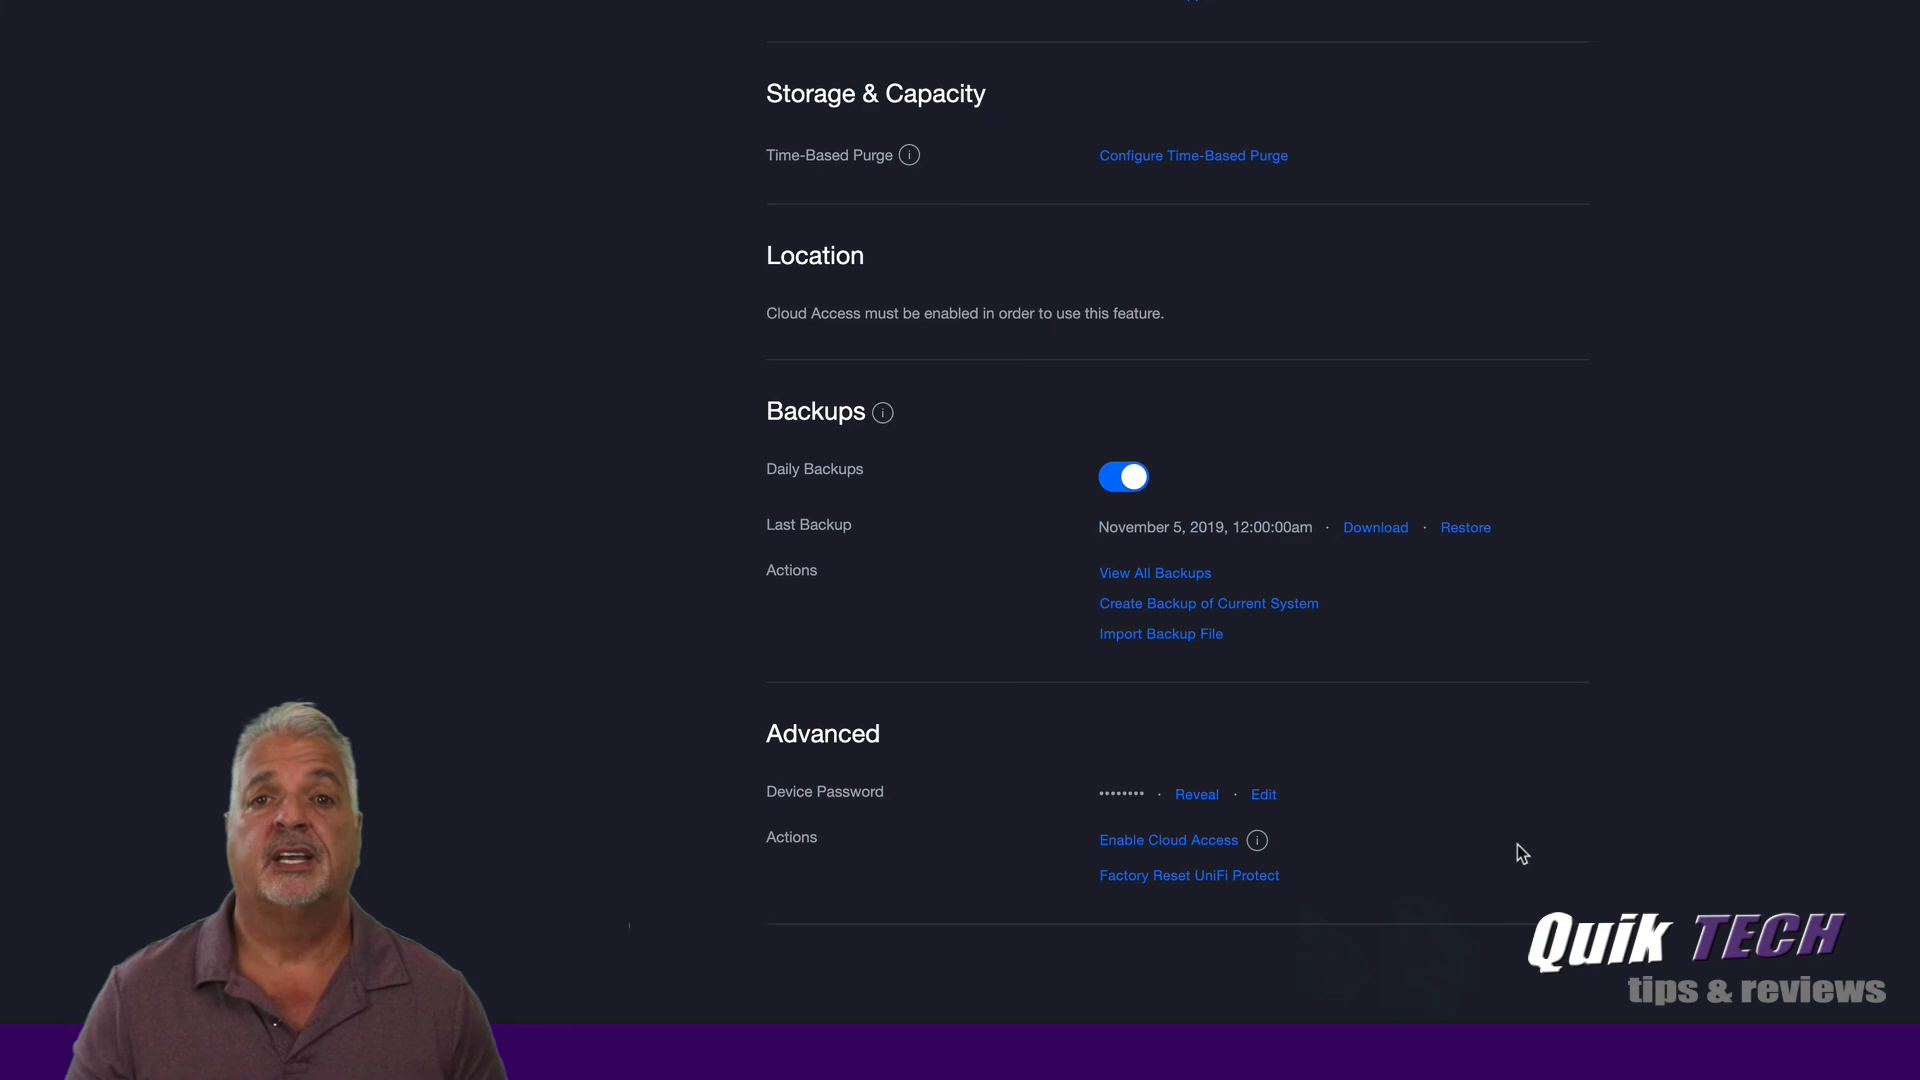 Storage & Capacity
Time-Based Purge i Configure Time-Based Purge
Location
Cloud Access must be enabled in order to use this feature.
Backups i
Daily Backups
Last Backup November 5, 2019, 12:00:00am · Download · Restore
Actions View All Backups
Create Backup of Current System
Import Backup File
Advanced
Device Password •••••••• · Reveal · Edit
Actions Enable Cloud Access i
Factory Reset UniFi Protect
Quik TECH
tips & reviews